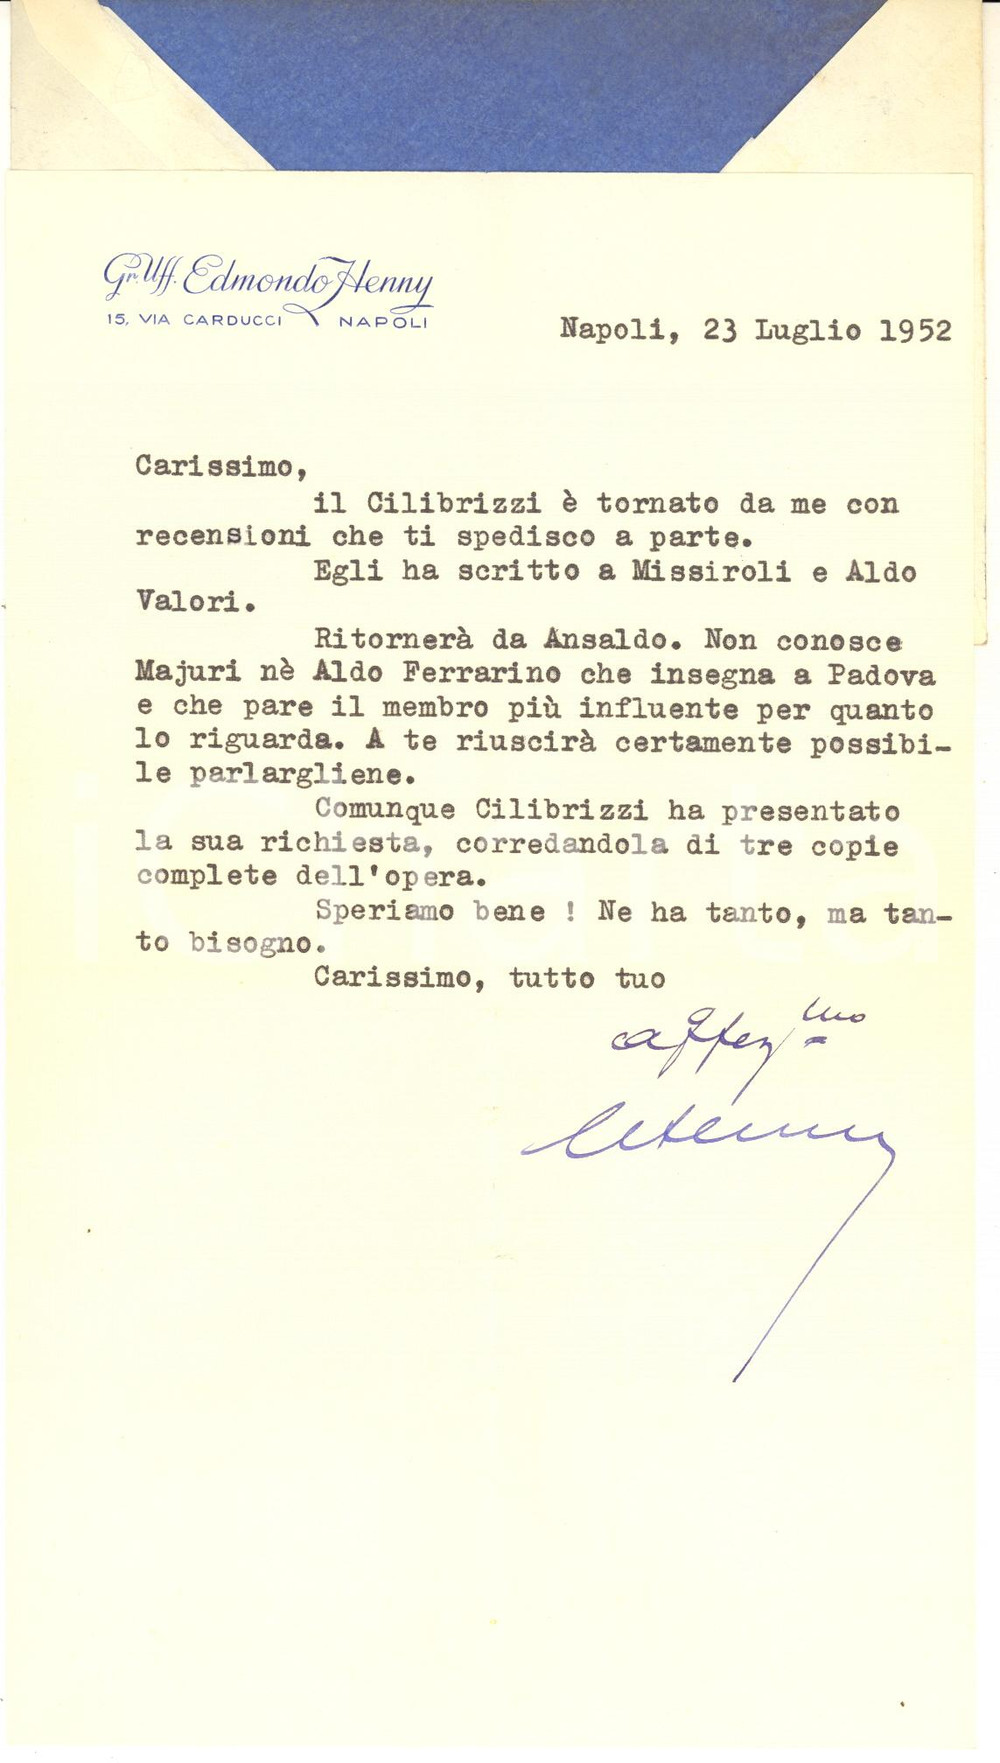 Gr. Uff. Edmondo Henny
15, VIA CARDUCCI NAPOLI
Napoli, 23 Luglio 1952
Carissimo,
il Cilibrizzi è tornato da me con
recensioni che ti spedisco a parte.
Egli ha scritto a Missiroli e Aldo
Valori.
Ritornerà da Ansaldo. Non conosce
Majuri nè Aldo Ferrarino che insegna a Padova
e che pare il membro più influente per quanto
lo riguarda. A te riuscirà certamente possibi-
le parlargliene.
Comunque Cilibrizzi ha presentato
la sua richiesta, corredandola di tre copie
complete dell'opera.
Speriamo bene ! Ne ha tanto, ma tan-
to bisogno.
Carissimo, tutto tuo
affez.mo
Henny